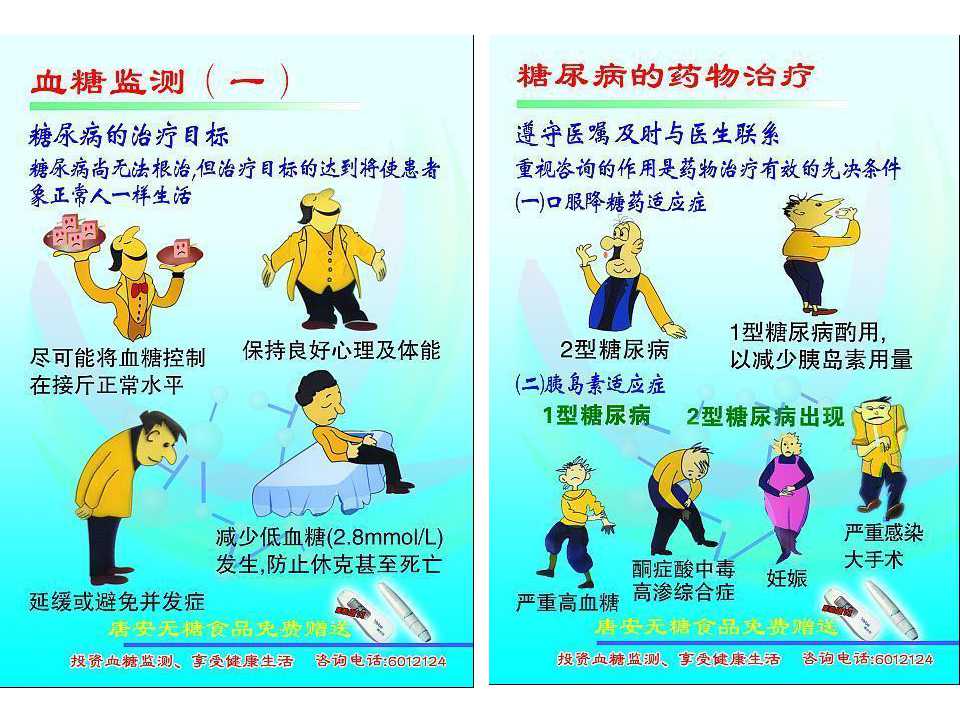 血糖监测(一)
糖尿病的治疗目标
糖尿病尚无法根治,但治疗目标的达到将使患者
象正常人一样生活
尽可能将血糖控制
在接斤正常水平
保持良好心理及体能
减少低血糖(2.8mmol/L)
发生,防止休克甚至死亡
延缓或避免并发症
唐安无糖食品免费赠送
投资血糖监测、享受健康生活 咨询电话:6012124
糖尿病的药物治疗
遵守医嘱及时与医生联系
重视咨询的作用是药物治疗有效的先决条件
(一)口服降糖药适应症
2型糖尿病
1型糖尿病酌用,
以减少胰岛素用量
(二)胰岛素适应症
1型糖尿病 2型糖尿病出现
严重高血糖
酮症酸中毒
高渗综合症
妊娠
严重感染
大手术
唐安无糖食品免费赠送
投资血糖监测、享受健康生活 咨询电话:6012124